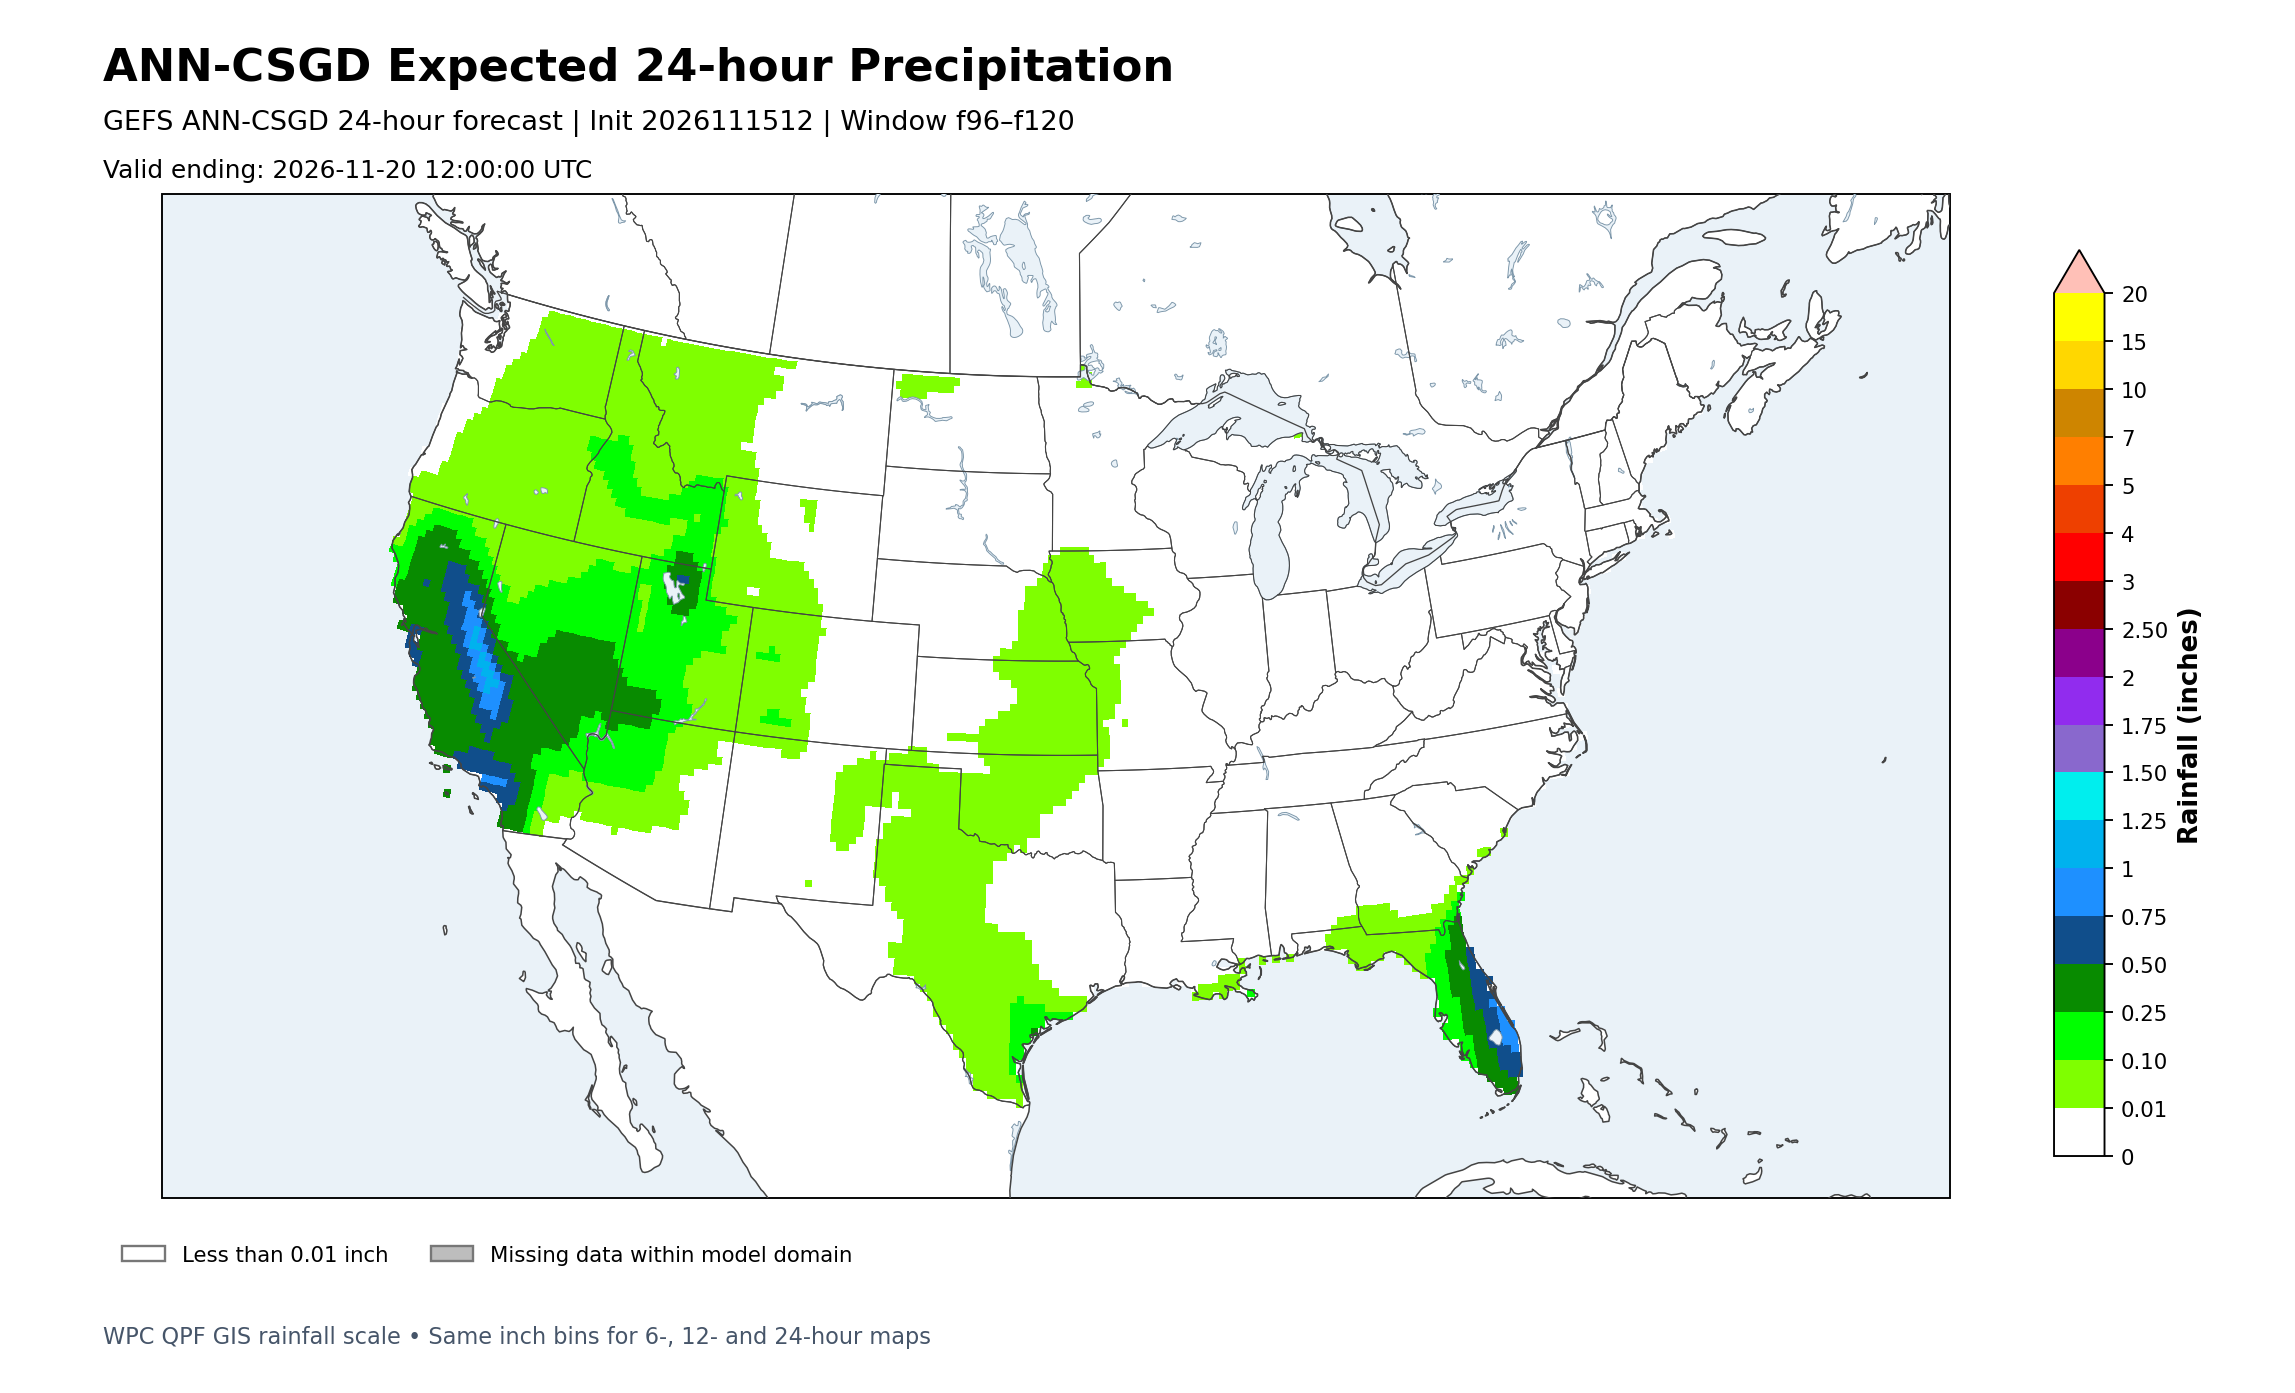 ANN-CSGD Expected 24-hour Precipitation
GEFS ANN-CSGD 24-hour forecast | Init 2026111512 | Window f96–f120
Valid ending: 2026-11-20 12:00:00 UTC
20
15
10
7
5
4
3
2.50
2
1.75
1.50
1.25
1
0.75
0.50
0.25
0.10
0.01
0
Rainfall (inches)
Less than 0.01 inch
Missing data within model domain
WPC QPF GIS rainfall scale • Same inch bins for 6-, 12- and 24-hour maps